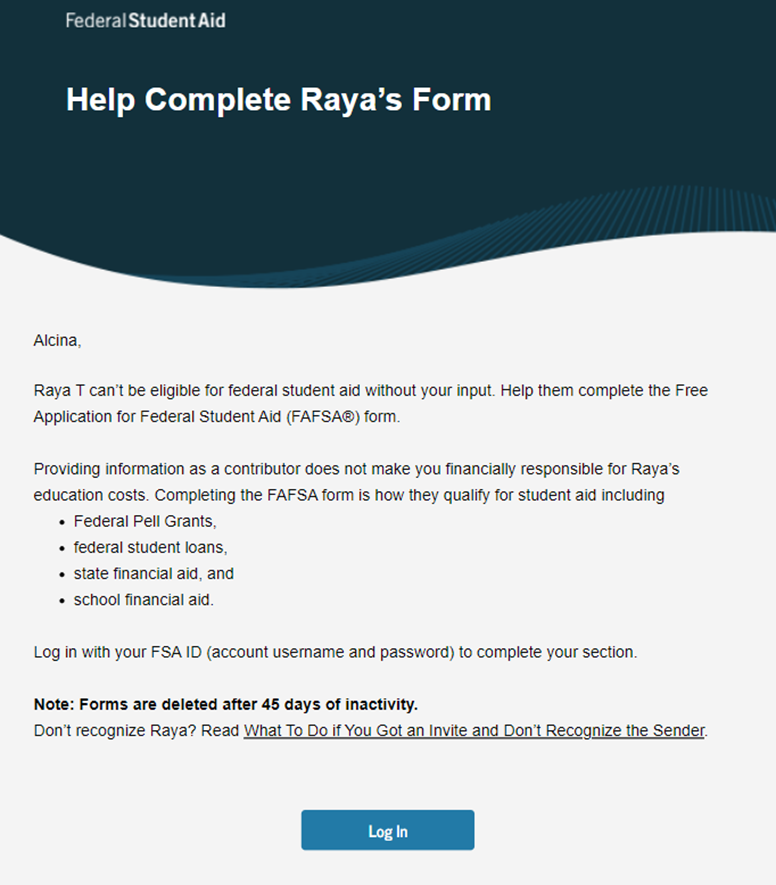 Federal Student Aid
Help Complete Raya’s Form
Alcina,
Raya T can’t be eligible for federal student aid without your input. Help them complete the Free
Application for Federal Student Aid (FAFSA®) form.
Providing information as a contributor does not make you financially responsible for Raya’s
education costs. Completing the FAFSA form is how they qualify for student aid including
• Federal Pell Grants,
• federal student loans,
• state financial aid, and
• school financial aid.
Log in with your FSA ID (account username and password) to complete your section.
Note: Forms are deleted after 45 days of inactivity.
Don’t recognize Raya? Read What To Do if You Got an Invite and Don’t Recognize the Sender.
Log In